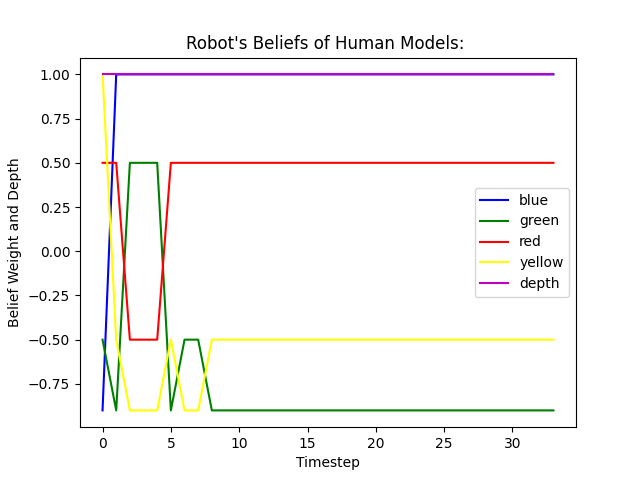 Robot's Beliefs of Human Models:
Belief Weight and Depth
1.00
0.75
0.50
0.25
0.00
−0.25
−0.50
−0.75
blue
green
red
yellow
depth
0 5 10 15 20 25 30
Timestep